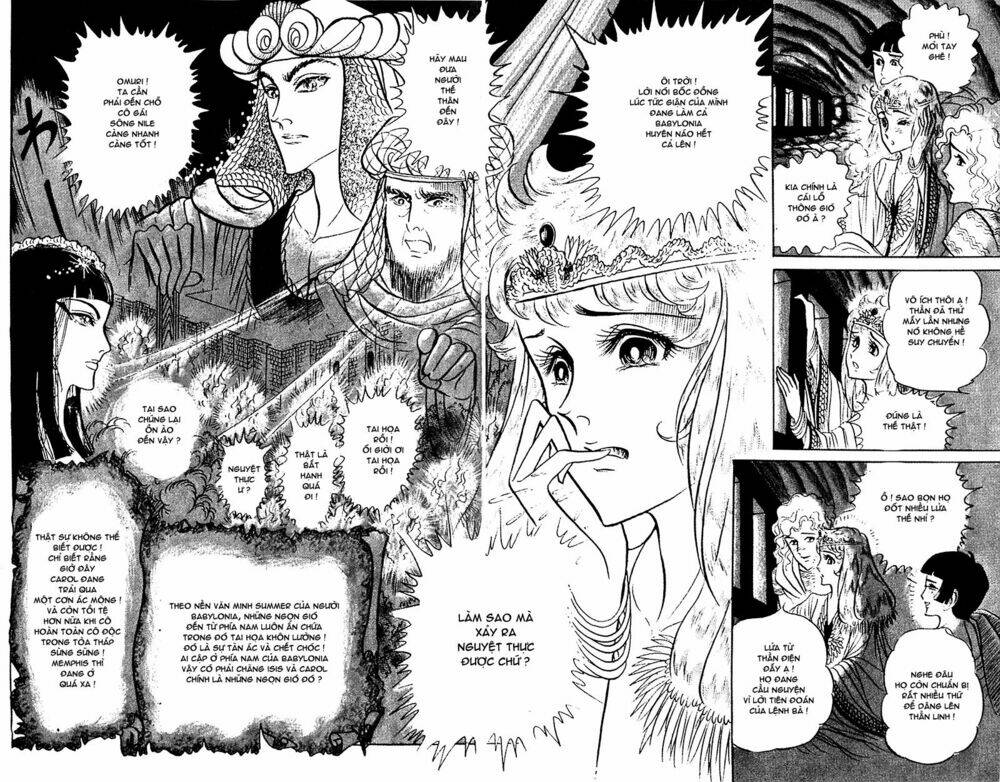 PHÙ !
MỎI TAY
GHÊ !
KIA CHÍNH LÀ
CÁI LỖ
THÔNG GIÓ
ĐÓ À ?
VÔ ÍCH THÔI Ạ !
THẦN ĐÃ THỬ
MẤY LẦN NHƯNG
NÓ KHÔNG HỀ
SUY CHUYỂN !
ĐÚNG LÀ
THẾ THẬT !
Ồ ! SAO BỌN HỌ
ĐỐT NHIỀU LỬA
THẾ NHỈ ?
LỬA TỪ
THẦN ĐIỆN
ĐẤY Ạ !
HỌ ĐANG
CẦU NGUYỆN
VÌ LỜI TIÊN ĐOÁN
CỦA LỆNH BÀ !
NGHE ĐÂU
HỌ CÒN CHUẨN BỊ
RẤT NHIỀU THỨ
ĐỂ DÂNG LÊN
THẦN LINH !
ÔI TRỜI !
LỜI NÓI BỐC ĐỒNG
LÚC TỨC GIẬN CỦA MÌNH
ĐANG LÀM CẢ
BABYLONIA
HUYÊN NÁO HẾT
CẢ LÊN !
LÀM SAO MÀ
XẢY RA
NGUYỆT THỰC
ĐƯỢC CHỨ ?
HÃY MAU
ĐƯA
NGƯỜI
THẾ
THÂN
ĐẾN
ĐÂY !
OMURI !
TA CẦN
PHẢI ĐẾN CHỖ
CÔ GÁI
SÔNG NILE
CÀNG NHANH
CÀNG TỐT !
わー
TAI HỌA
RỒI !
ỐI GIỜI ƠI
TAI HỌA
RỒI !
THẬT LÀ
BẤT
HẠNH
QUÁ
ĐI !
NGUYỆT
THỰC
Ư ?
TẠI SAO
CHÚNG LẠI
ỒN ÀO
ĐẾN VẬY ?
THEO NỀN VĂN MINH SUMMER CỦA NGƯỜI
BABYLONIA, NHỮNG NGỌN GIÓ
ĐẾN TỪ PHÍA NAM LUÔN ẨN CHỨA
TRONG ĐÓ TAI HỌA KHÔN LƯỜNG !
ĐÓ LÀ SỰ TÀN ÁC VÀ CHẾT CHÓC !
AI CẬP Ở PHÍA NAM CỦA BABYLONIA
VẬY CÓ PHẢI CHĂNG ISIS VÀ CAROL
CHÍNH LÀ NHỮNG NGỌN GIÓ ĐÓ ?
THẬT SỰ KHÔNG THỂ
BIẾT ĐƯỢC !
CHỈ BIẾT RẰNG
GIỜ ĐÂY
CAROL ĐANG
TRẢI QUA
MỘT CƠN ÁC MỘNG !
VÀ CÒN TỒI TỆ
HƠN NỮA KHI CÔ
HOÀN TOÀN CÔ ĐỘC
TRONG TÒA THÁP
SỪNG SỮNG !
MEMPHIS THÌ
ĐANG Ở
QUÁ XA !